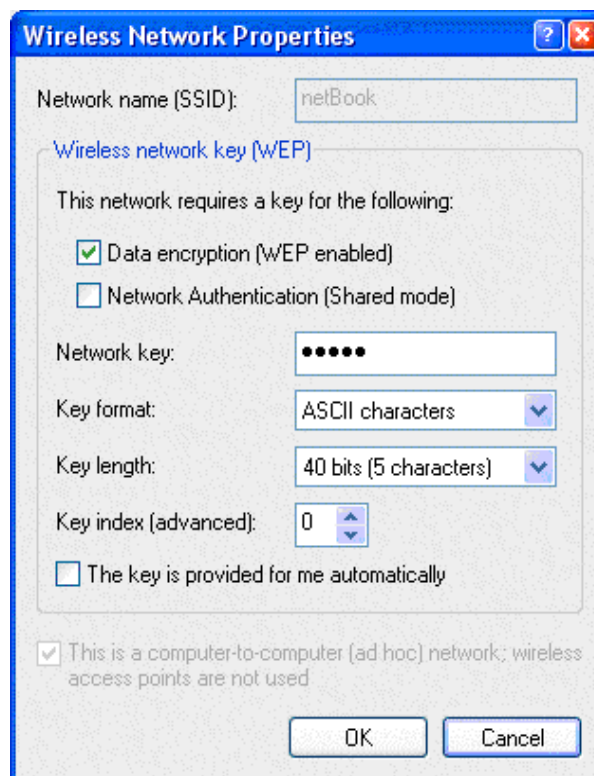 Wireless Network Properties
Network name (SSID): netBook
Wireless network key (WEP)
This network requires a key for the following:
Data encryption (WEP enabled)
Network Authentication (Shared mode)
Network key: •••••
Key format: ASCII characters
Key length: 40 bits (5 characters)
Key index (advanced): 0
The key is provided for me automatically
This is a computer-to-computer (ad hoc) network; wireless
access points are not used
OK Cancel